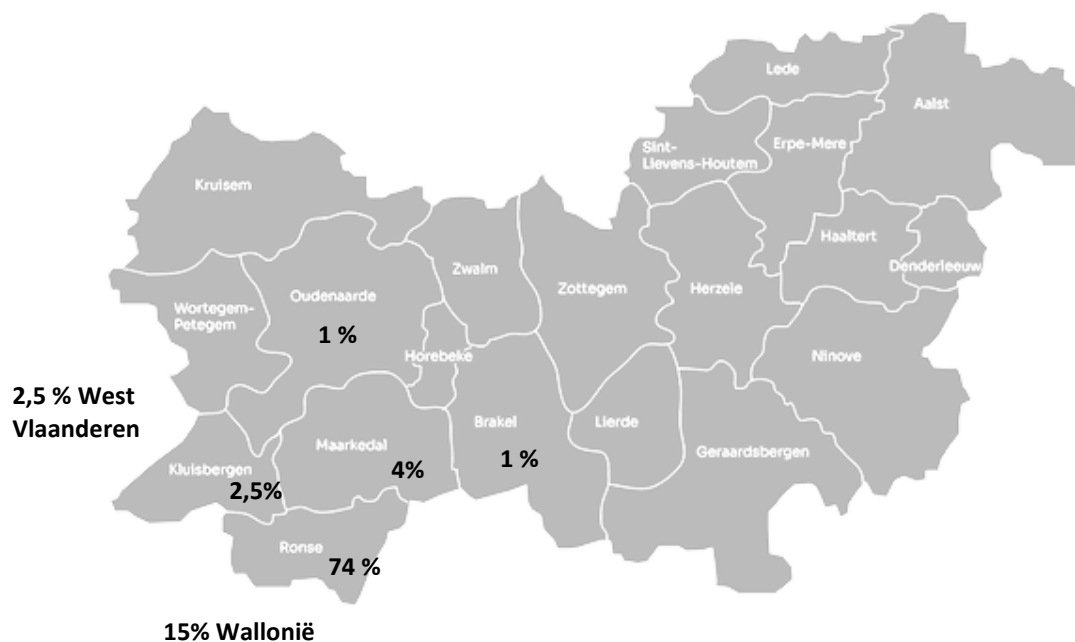 Lede
Aalst
Sint-
Lievens-Houtem
Erpe-Mere
Kruisem
Haaltert
Zwalm
Denderleeuw
Oudenaarde
Zottegem
Herzele
Wortegem-
Petegem
1 %
Horebeke
Ninove
2,5 % West
Vlaanderen
Brakel
Lierde
Maarkedal
Geraardsbergen
Kluisbergen
4%
1 %
2,5%
Ronse
74 %
15% Wallonië